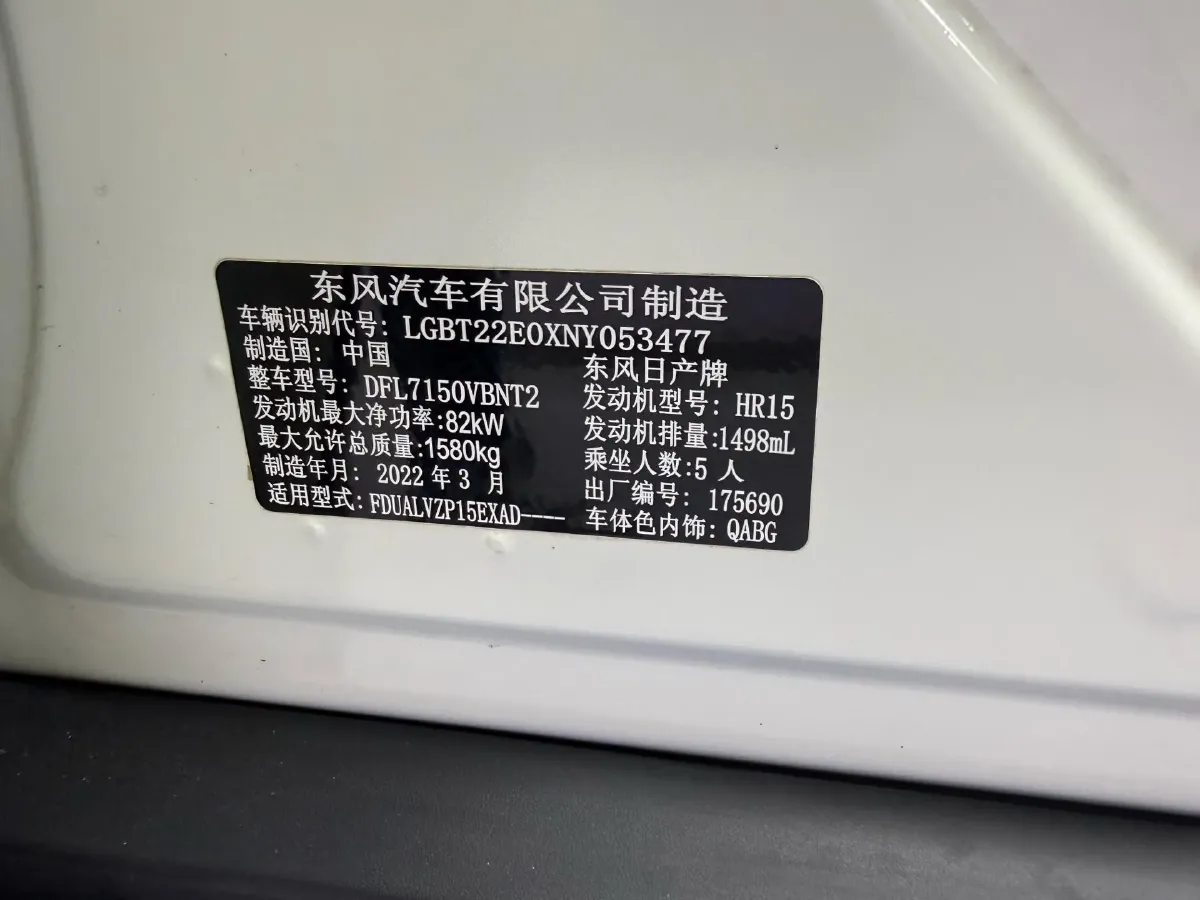 东风汽车有限公司制造
车辆识别代号: LGBT22E0XNY053477
制造国: 中国 东风日产牌
整车型号: DFL7150VBNT2 发动机型号: HR15
发动机最大净功率:82kW 发动机排量:1498mL
最大允许总质量:1580kg 乘坐人数:5 人
制造年月: 2022 年 3 月 出厂编号: 175690
适用型式: FDUALVZP15EXAD---- 车体色内饰: QABG